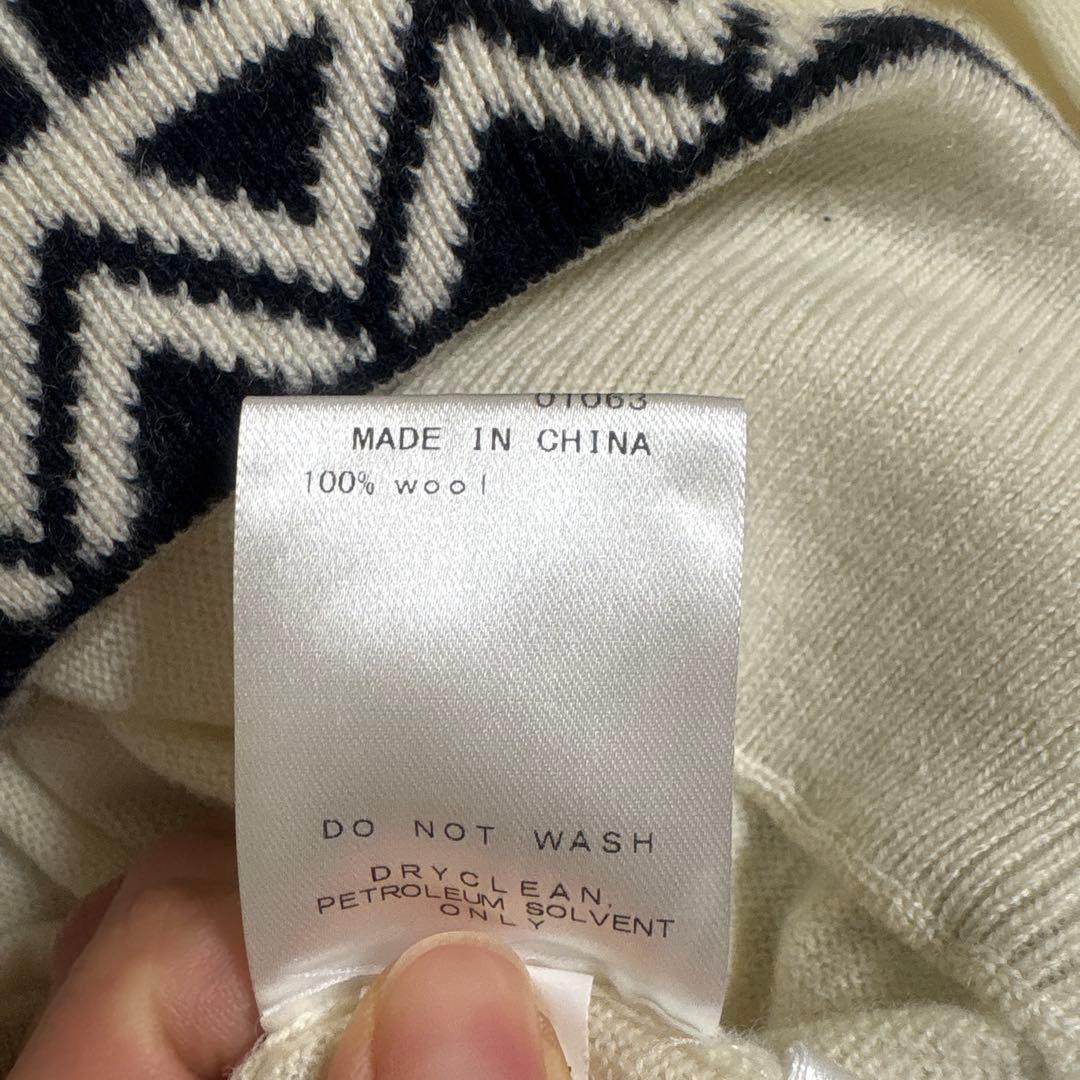 01063
MADE IN CHINA
100% wool
DO NOT WASH
DRYCLEAN,
PETROLEUM SOLVENT
ONLY